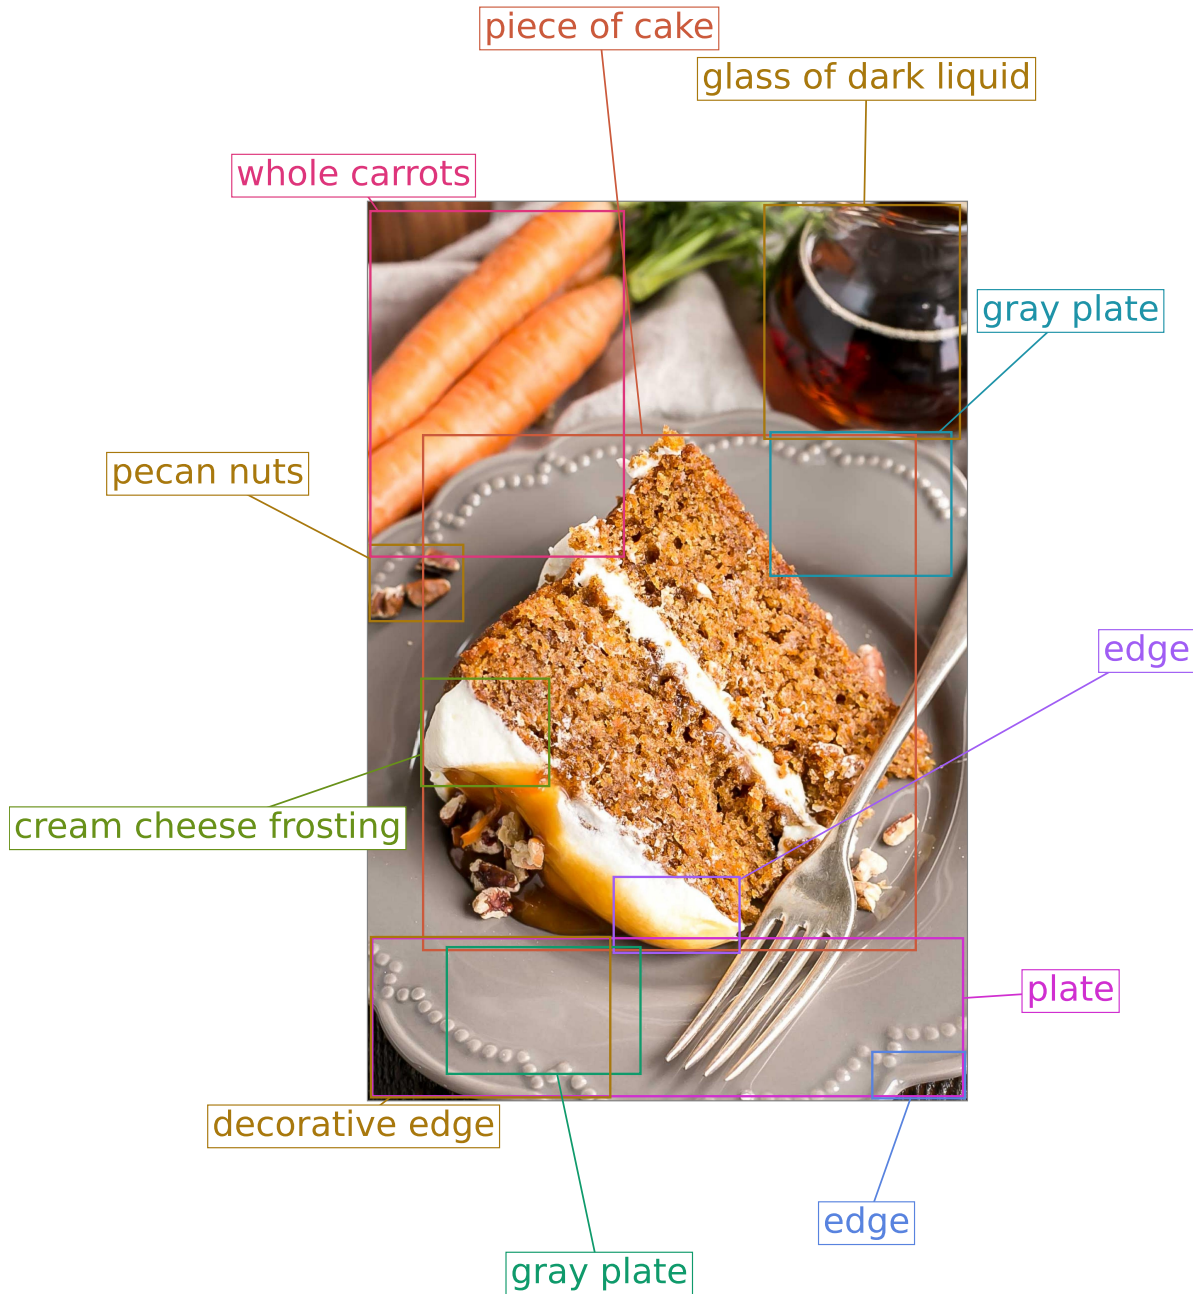 piece of cake
glass of dark liquid
whole carrots
gray plate
pecan nuts
edge
cream cheese frosting
plate
decorative edge
edge
gray plate